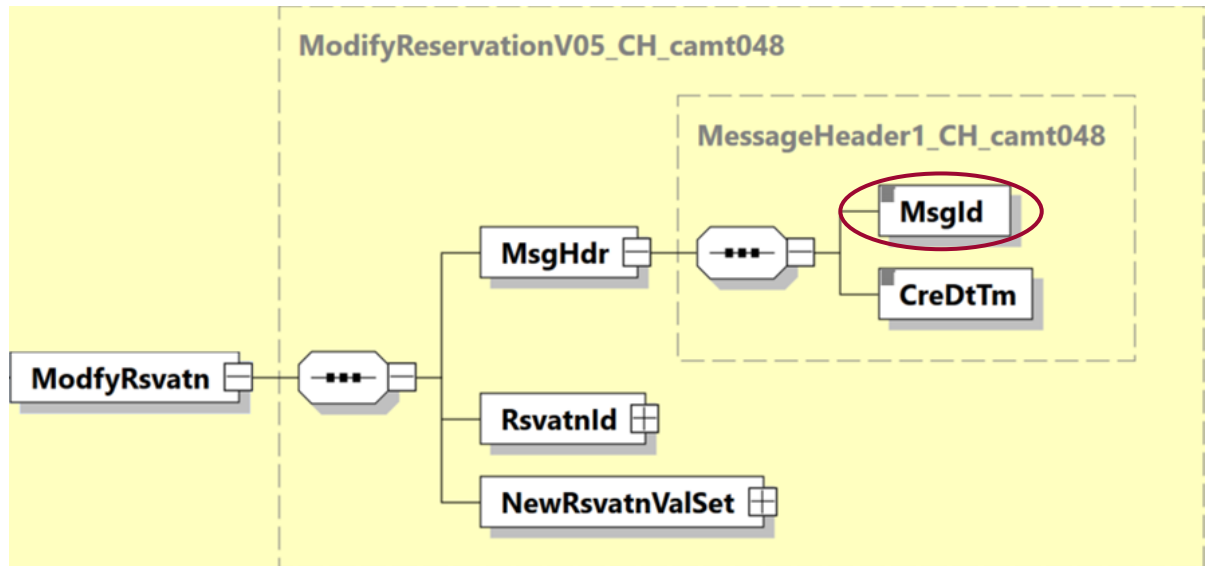 ModifyReservationV05_CH_camt048
MessageHeader1_CH_camt048
MsgId
MsgHdr
CreDtTm
ModfyRsvatn
RsvatnId
NewRsvatnValSet